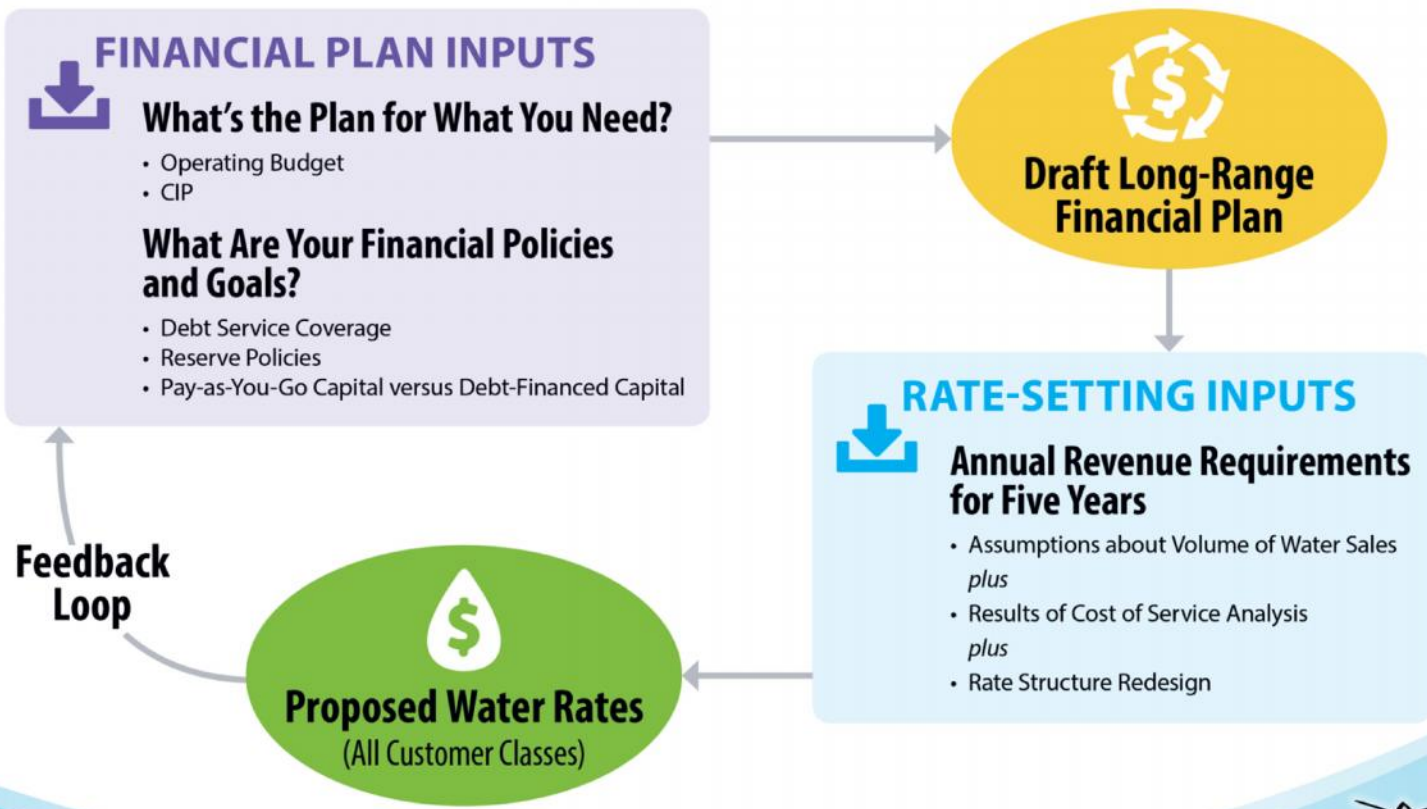 FINANCIAL PLAN INPUTS
What's the Plan for What You Need?
• Operating Budget
• CIP
What Are Your Financial Policies
and Goals?
• Debt Service Coverage
• Reserve Policies
• Pay-as-You-Go Capital versus Debt-Financed Capital
$
Draft Long-Range
Financial Plan
RATE-SETTING INPUTS
Annual Revenue Requirements
for Five Years
• Assumptions about Volume of Water Sales
plus
• Results of Cost of Service Analysis
plus
• Rate Structure Redesign
$
Proposed Water Rates
(All Customer Classes)
Feedback
Loop